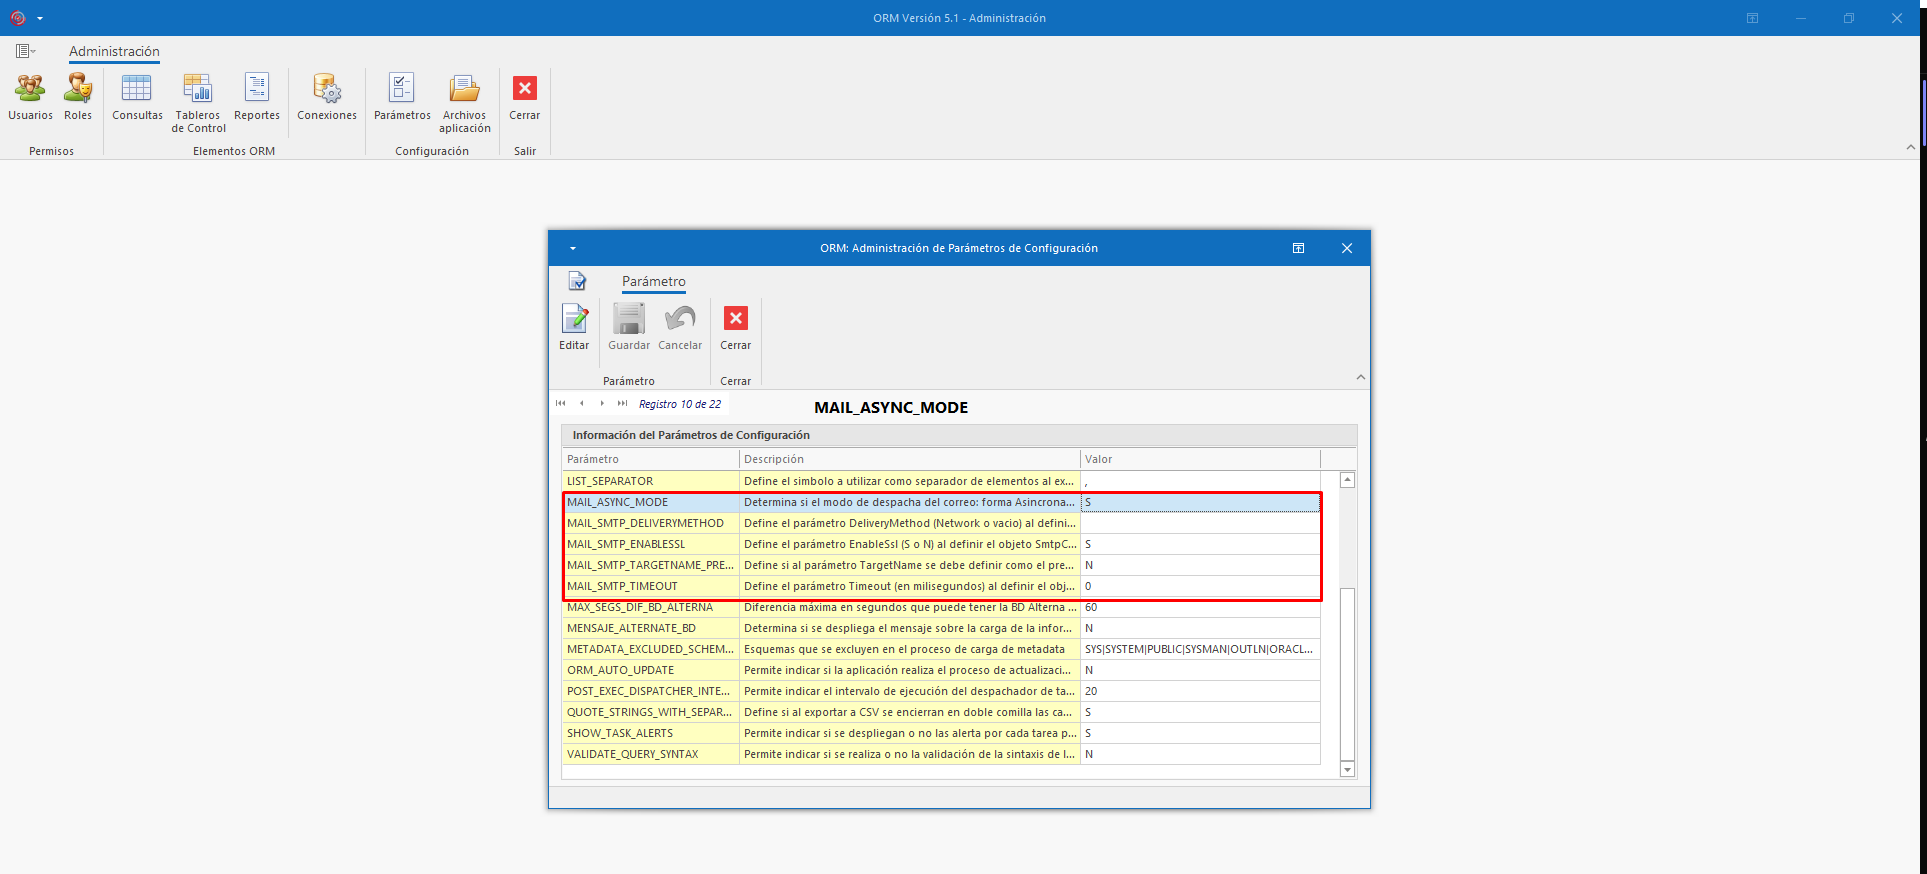 ORM Versión 5.1 - Administración
Administración
Usuarios
Roles
Consultas
Tableros
de Control
Reportes
Conexiones
Parámetros
Archivos
aplicación
Cerrar
Permisos
Elementos ORM
Configuración
Salir
ORM: Administración de Parámetros de Configuración
Parámetro
Editar
Guardar
Cancelar
Cerrar
Parámetro
Cerrar
Registro 10 de 22
MAIL_ASYNC_MODE
Información del Parámetros de Configuración
Parámetro Descripción Valor
LIST_SEPARATOR Define el simbolo a utilizar como separador de elementos al ex... ,
MAIL_ASYNC_MODE Determina si el modo de despacha del correo: forma Asincrona... S
MAIL_SMTP_DELIVERYMETHOD Define el parámetro DeliveryMethod (Network o vacio) al defini...
MAIL_SMTP_ENABLESSL Define el parámetro EnableSsl (S o N) al definir el objeto SmtpC... S
MAIL_SMTP_TARGETNAME_PRE... Define si al parámetro TargetName se debe definir como el pre... N
MAIL_SMTP_TIMEOUT Define el parámetro Timeout (en milisegundos) al definir el obj... 0
MAX_SEGS_DIF_BD_ALTERNA Diferencia máxima en segundos que puede tener la BD Alterna ... 60
MENSAJE_ALTERNATE_BD Determina si se despliega el mensaje sobre la carga de la infor... N
METADATA_EXCLUDED_SCHEM... Esquemas que se excluyen en el proceso de carga de metadata SYS|SYSTEM|PUBLIC|SYSMAN|OUTLN|ORACL...
ORM_AUTO_UPDATE Permite indicar si la aplicación realiza el proceso de actualizaci... N
POST_EXEC_DISPATCHER_INTE... Permite indicar el intervalo de ejecución del despachador de ta... 20
QUOTE_STRINGS_WITH_SEPAR... Define si al exportar a CSV se encierran en doble comilla las ca... S
SHOW_TASK_ALERTS Permite indicar si se despliegan o no las alerta por cada tarea p... S
VALIDATE_QUERY_SYNTAX Permite indicar si se realiza o no la validación de la sintaxis de l... N